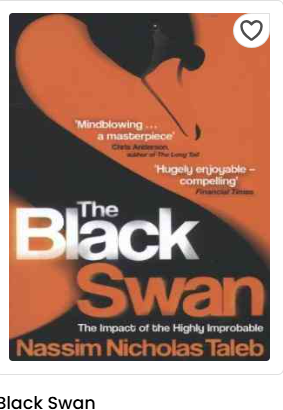 'Mindblowing ...
a masterpiece'
Chris Anderson,
author of The Long Tail
'Hugely enjoyable –
compelling'
Financial Times
The
Black
Swan
The Impact of the Highly Improbable
Nassim Nicholas Taleb
Black Swan